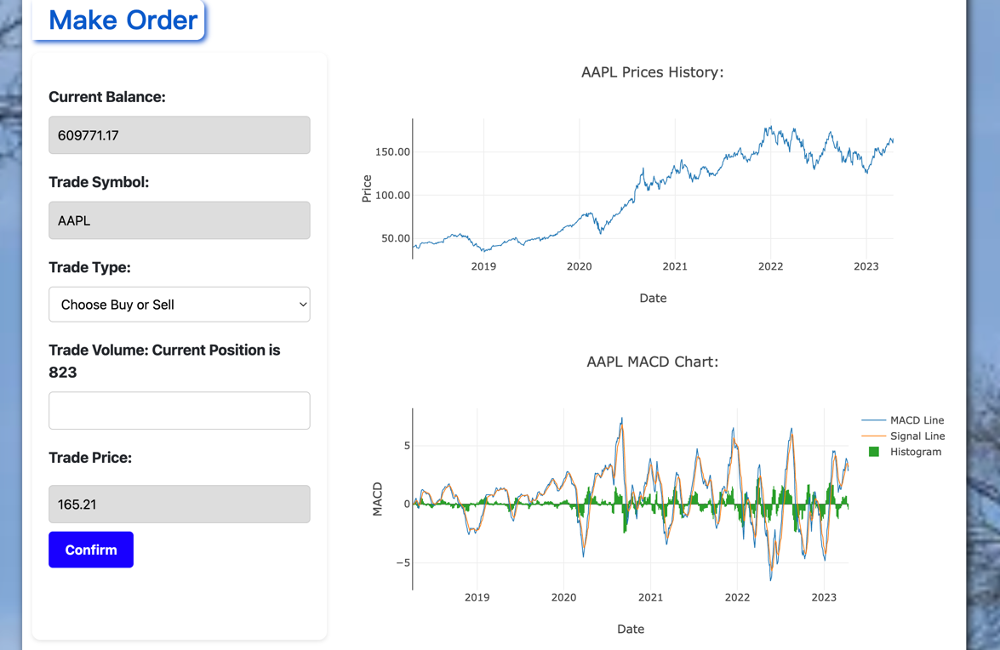 Make Order
Current Balance:
609771.17
Trade Symbol:
AAPL
Trade Type:
Choose Buy or Sell
Trade Volume: Current Position is
823
Trade Price:
165.21
Confirm
AAPL Prices History:
150.00
100.00
50.00
Price
2019 2020 2021 2022 2023
Date
AAPL MACD Chart:
5
0
−5
MACD
2019 2020 2021 2022 2023
Date
MACD Line
Signal Line
Histogram